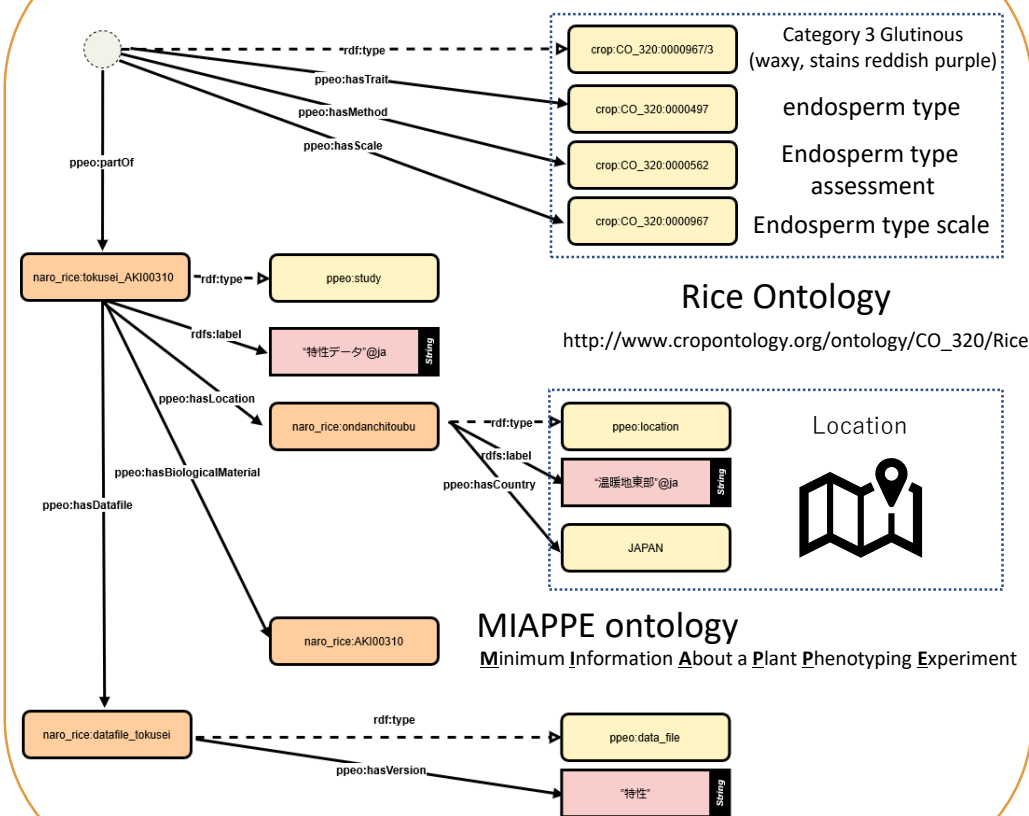 rdf:type
crop:CO_320:0000967/3
Category 3 Glutinous
(waxy, stains reddish purple)
ppeo:hasTrait
crop:CO_320:0000497
endosperm type
ppeo:hasMethod
ppeo:hasScale
crop:CO_320:0000562
Endosperm type
assessment
ppeo:partOf
crop:CO_320:0000967
Endosperm type scale
naro_rice:tokusei_AKI00310
rdf:type
ppeo:study
Rice Ontology
http://www.cropontology.org/ontology/CO_320/Rice
rdfs:label
“特性データ”@ja
String
ppeo:hasLocation
naro_rice:ondanchitoubu
rdf:type
ppeo:location
Location
rdfs:label
“温暖地東部”@ja
String
ppeo:hasCountry
JAPAN
ppeo:hasBiologicalMaterial
ppeo:hasDatafile
naro_rice:AKI00310
MIAPPE ontology
Minimum Information About a Plant Phenotyping Experiment
naro_rice:datafile_tokusei
rdf:type
ppeo:data_file
ppeo:hasVersion
”特性”
String